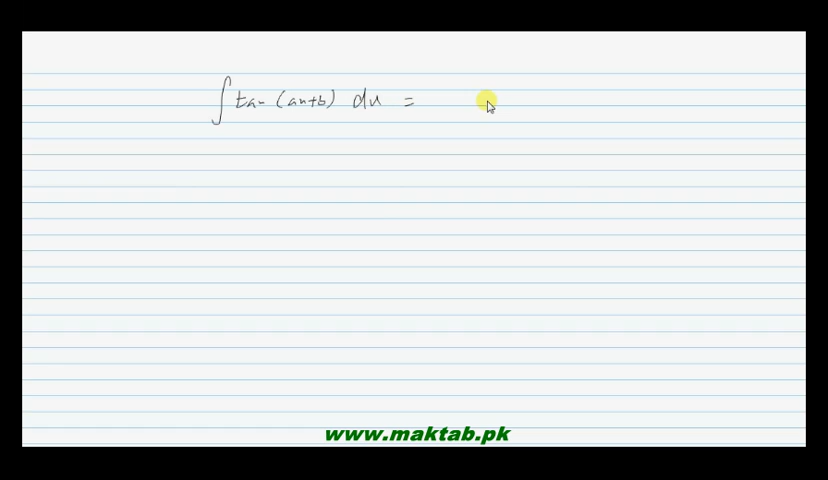 ∫ tan (ax+b) dx =
www.maktab.pk